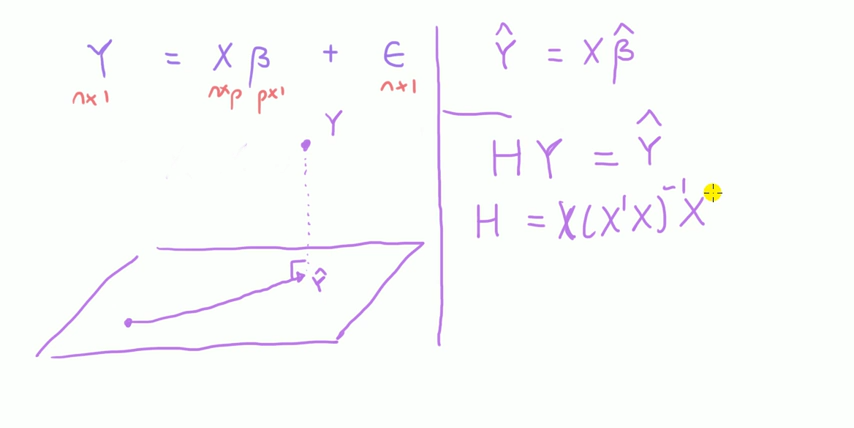 Y = Xβ + ϵ
n×1 n×p p×1 n×1
Y
Ŷ
Ŷ = Xβ̂
HY = Ŷ
H = X(X'X)⁻¹X